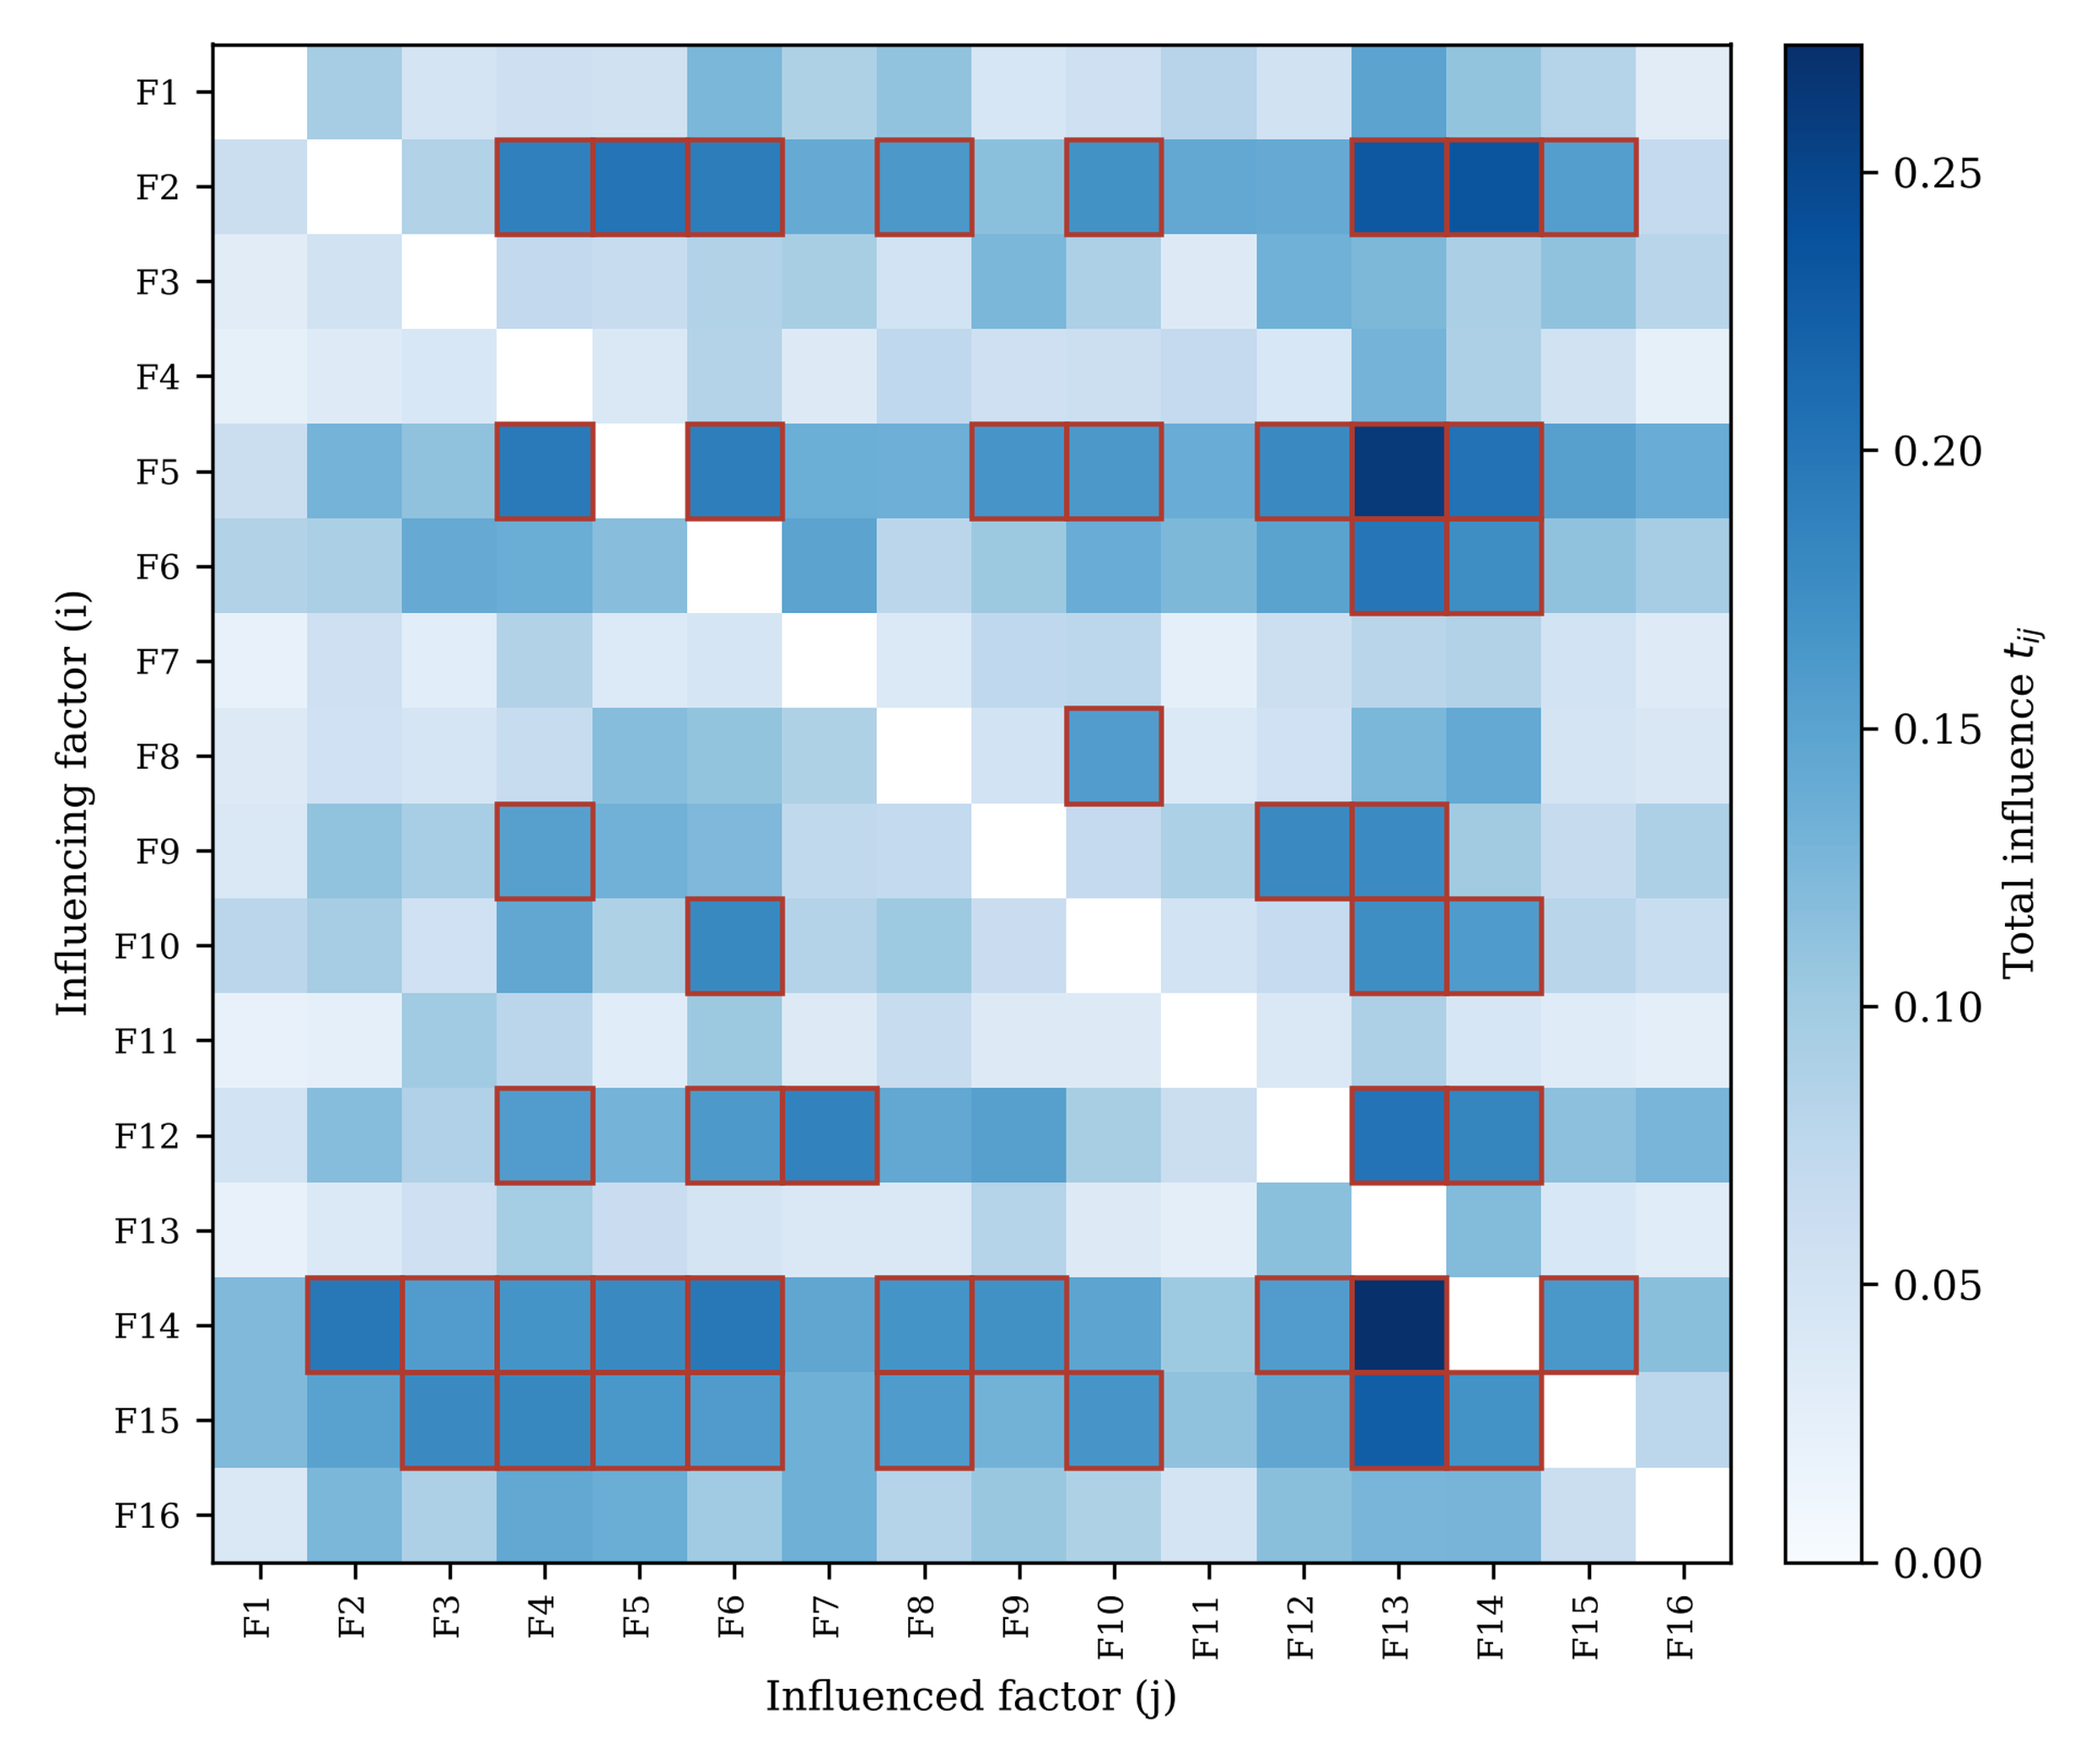 F1
F2
F3
F4
F5
F6
F7
F8
F9
F10
F11
F12
F13
F14
F15
F16
Influencing factor (i)
F1 F2 F3 F4 F5 F6 F7 F8 F9 F10 F11 F12 F13 F14 F15 F16
Influenced factor (j)
0.25
0.20
0.15
0.10
0.05
0.00
Total influence tij